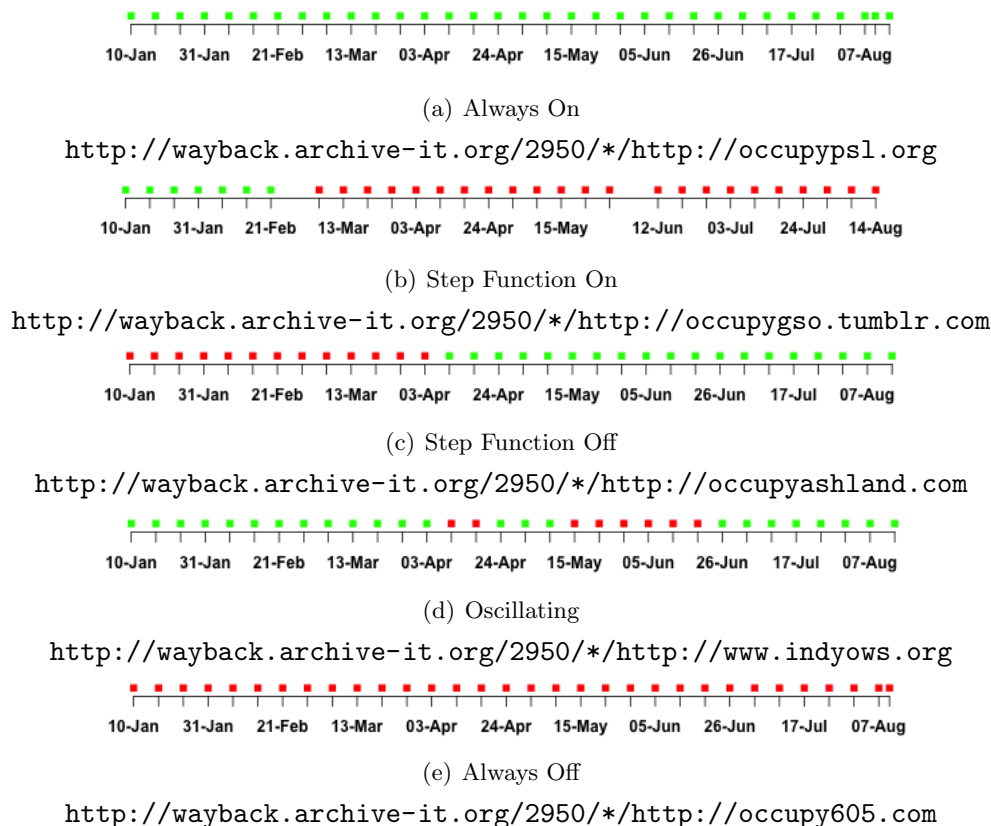 10-Jan 31-Jan 21-Feb 13-Mar 03-Apr 24-Apr 15-May 05-Jun 26-Jun 17-Jul 07-Aug
(a) Always On
http://wayback.archive-it.org/2950/*/http://occupypsl.org
10-Jan 31-Jan 21-Feb 13-Mar 03-Apr 24-Apr 15-May 12-Jun 03-Jul 24-Jul 14-Aug
(b) Step Function On
http://wayback.archive-it.org/2950/*/http://occupygso.tumblr.com
10-Jan 31-Jan 21-Feb 13-Mar 03-Apr 24-Apr 15-May 05-Jun 26-Jun 17-Jul 07-Aug
(c) Step Function Off
http://wayback.archive-it.org/2950/*/http://occupyashland.com
10-Jan 31-Jan 21-Feb 13-Mar 03-Apr 24-Apr 15-May 05-Jun 26-Jun 17-Jul 07-Aug
(d) Oscillating
http://wayback.archive-it.org/2950/*/http://www.indyows.org
10-Jan 31-Jan 21-Feb 13-Mar 03-Apr 24-Apr 15-May 05-Jun 26-Jun 17-Jul 07-Aug
(e) Always Off
http://wayback.archive-it.org/2950/*/http://occupy605.com